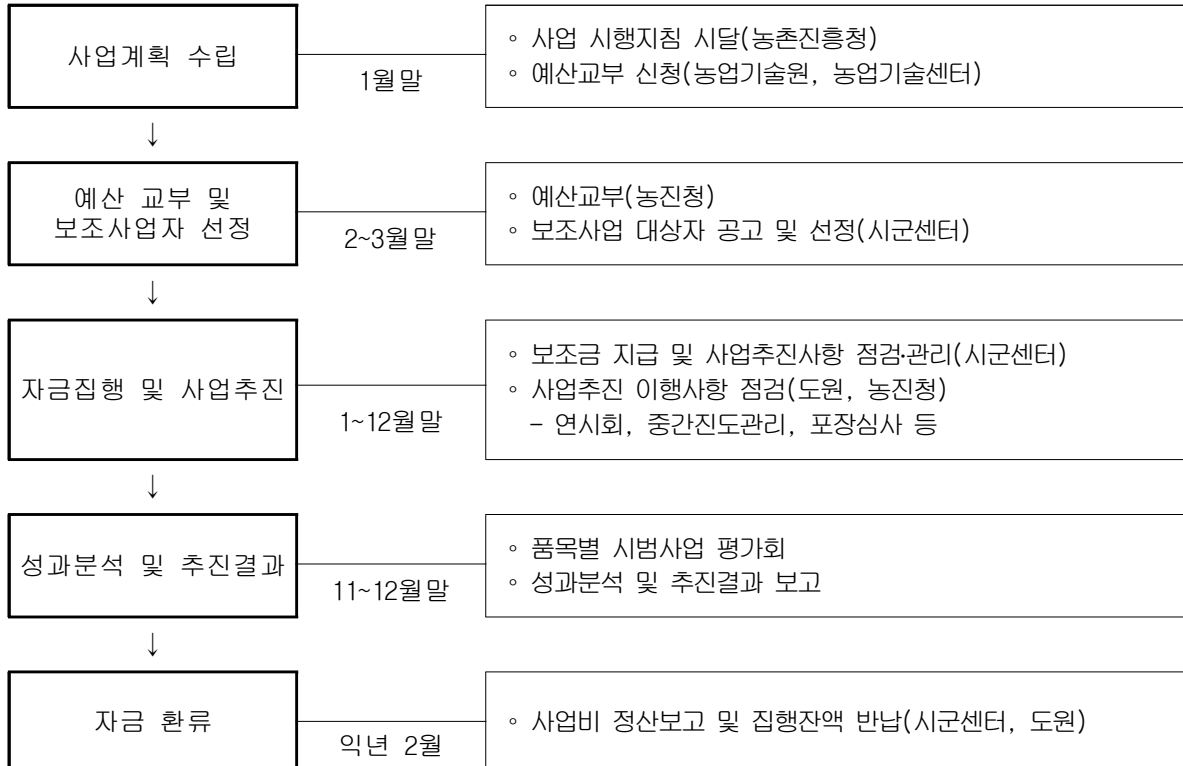 사업계획 수립
1월말
◦ 사업 시행지침 시달(농촌진흥청)
◦ 예산교부 신청(농업기술원, 농업기술센터)
↓
예산 교부 및
보조사업자 선정
2~3월말
◦ 예산교부(농진청)
◦ 보조사업 대상자 공고 및 선정(시군센터)
↓
자금집행 및 사업추진
1~12월말
◦ 보조금 지급 및 사업추진사항 점검·관리(시군센터)
◦ 사업추진 이행사항 점검(도원, 농진청)
- 연시회, 중간진도관리, 포장심사 등
↓
성과분석 및 추진결과
11~12월말
◦ 품목별 시범사업 평가회
◦ 성과분석 및 추진결과 보고
↓
자금 환류
익년 2월
◦ 사업비 정산보고 및 집행잔액 반납(시군센터, 도원)